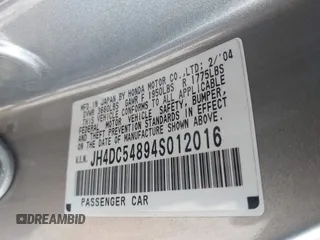 MFD. IN JAPAN BY HONDA MOTOR CO.,LTD; 2/'04
GVWR 3660LBS GAWR F 1950LBS R 1775LBS
THIS VEHICLE CONFORMS TO ALL APPLICABLE
FEDERAL MOTOR VEHICLE SAFETY, BUMPER,
AND THEFT PREVENTION STANDARDS IN EFFECT
ON THE DATE OF MANUFACTURE SHOWN ABOVE.
V.I.N. JH4DC54894S012016
PASSENGER CAR
DREAMBID